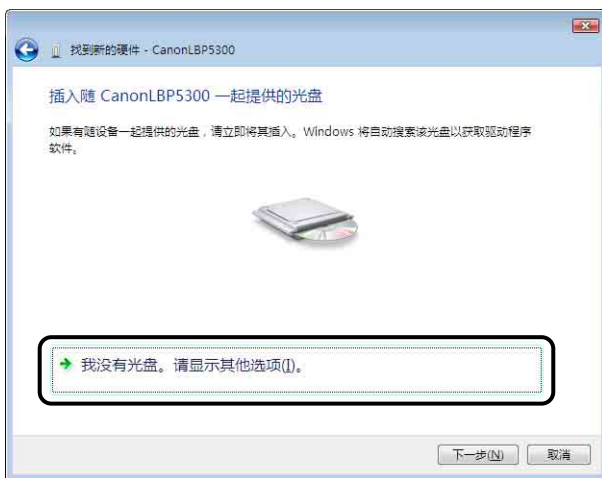 找到新的硬件 - CanonLBP5300
插入随 CanonLBP5300 一起提供的光盘
如果有随设备一起提供的光盘，请立即将其插入。Windows 将自动搜索该光盘以获取驱动程序
软件。
我没有光盘。请显示其他选项(I)。
下一步(N) 取消